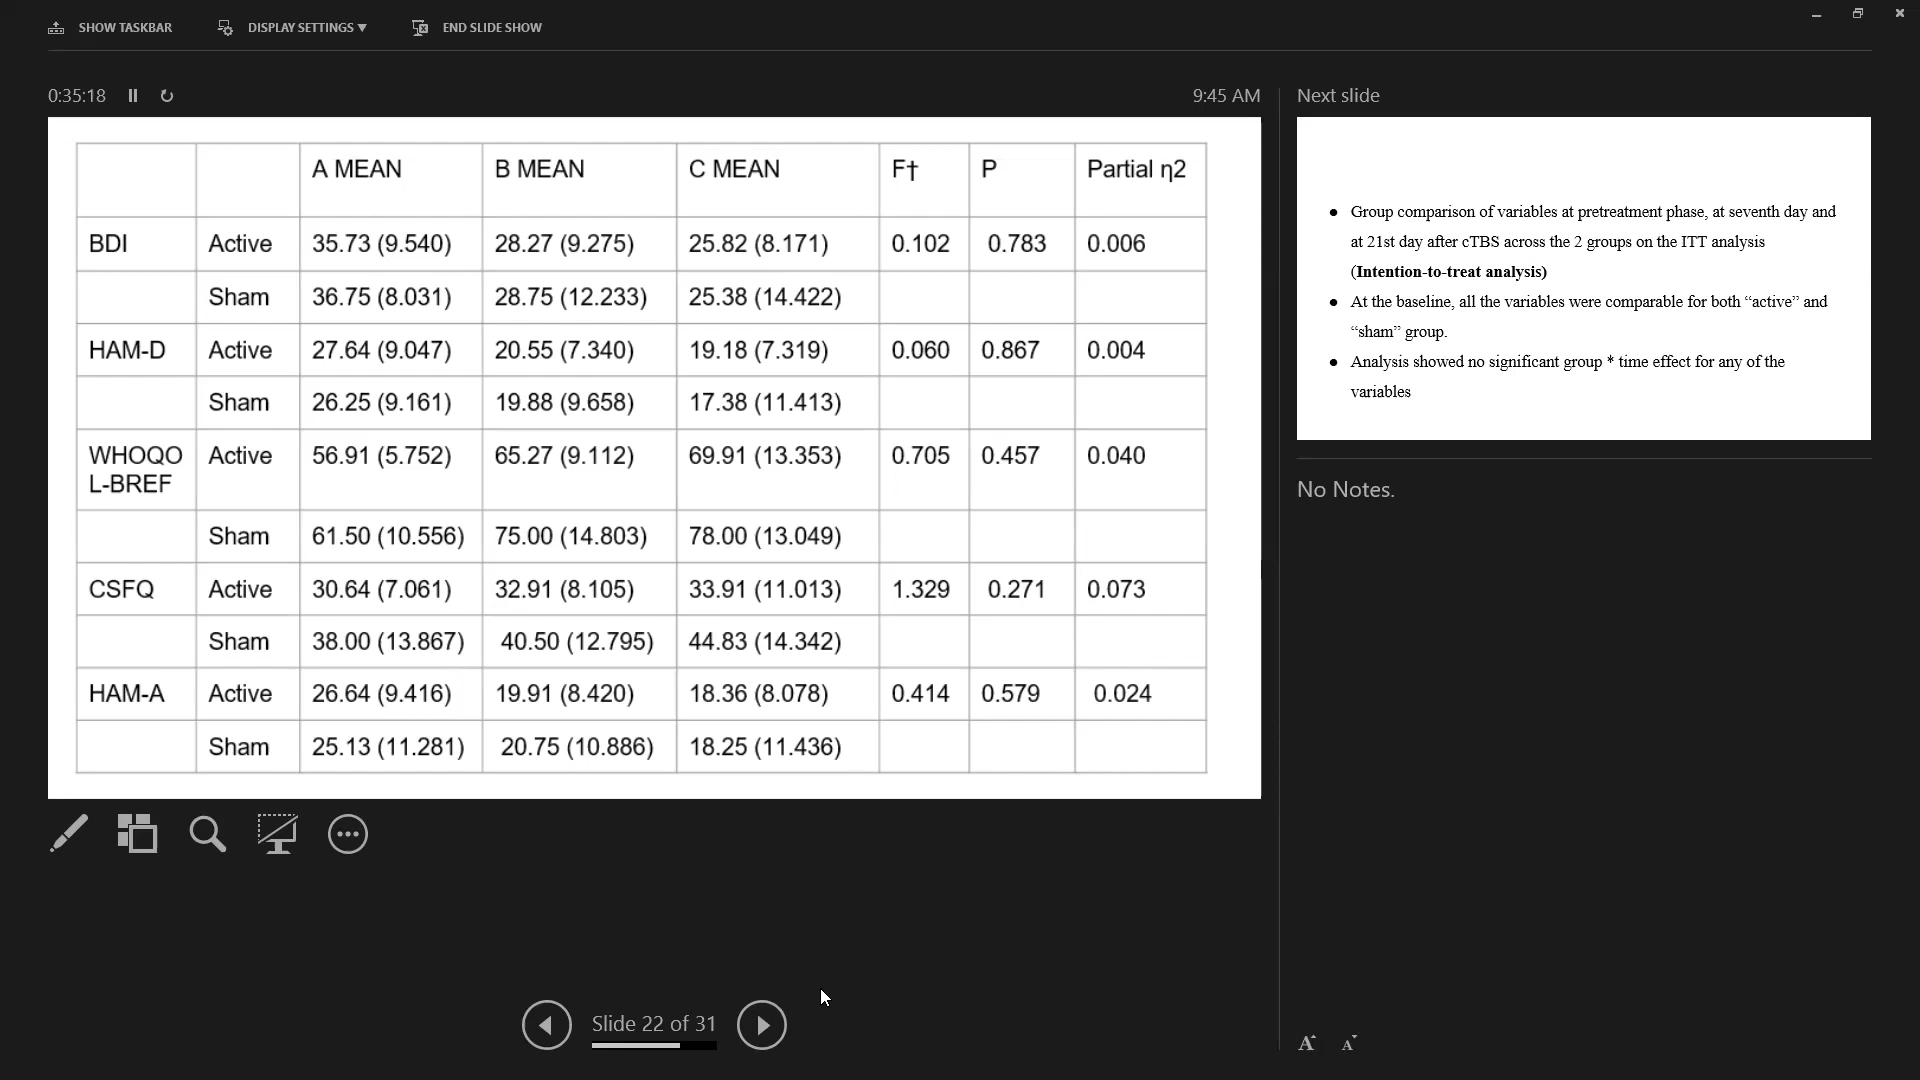 SHOW TASKBAR DISPLAY SETTINGS ▼ END SLIDE SHOW
0:35:18 9:45 AM
A MEAN B MEAN C MEAN F† P Partial η2
BDI Active 35.73 (9.540) 28.27 (9.275) 25.82 (8.171) 0.102 0.783 0.006
Sham 36.75 (8.031) 28.75 (12.233) 25.38 (14.422)
HAM-D Active 27.64 (9.047) 20.55 (7.340) 19.18 (7.319) 0.060 0.867 0.004
Sham 26.25 (9.161) 19.88 (9.658) 17.38 (11.413)
WHOQO Active 56.91 (5.752) 65.27 (9.112) 69.91 (13.353) 0.705 0.457 0.040
L-BREF
Sham 61.50 (10.556) 75.00 (14.803) 78.00 (13.049)
CSFQ Active 30.64 (7.061) 32.91 (8.105) 33.91 (11.013) 1.329 0.271 0.073
Sham 38.00 (13.867) 40.50 (12.795) 44.83 (14.342)
HAM-A Active 26.64 (9.416) 19.91 (8.420) 18.36 (8.078) 0.414 0.579 0.024
Sham 25.13 (11.281) 20.75 (10.886) 18.25 (11.436)
Slide 22 of 31
Next slide
● Group comparison of variables at pretreatment phase, at seventh day and
at 21st day after cTBS across the 2 groups on the ITT analysis
(Intention-to-treat analysis)
● At the baseline, all the variables were comparable for both “active” and
“sham” group.
● Analysis showed no significant group * time effect for any of the
variables
No Notes.
A A